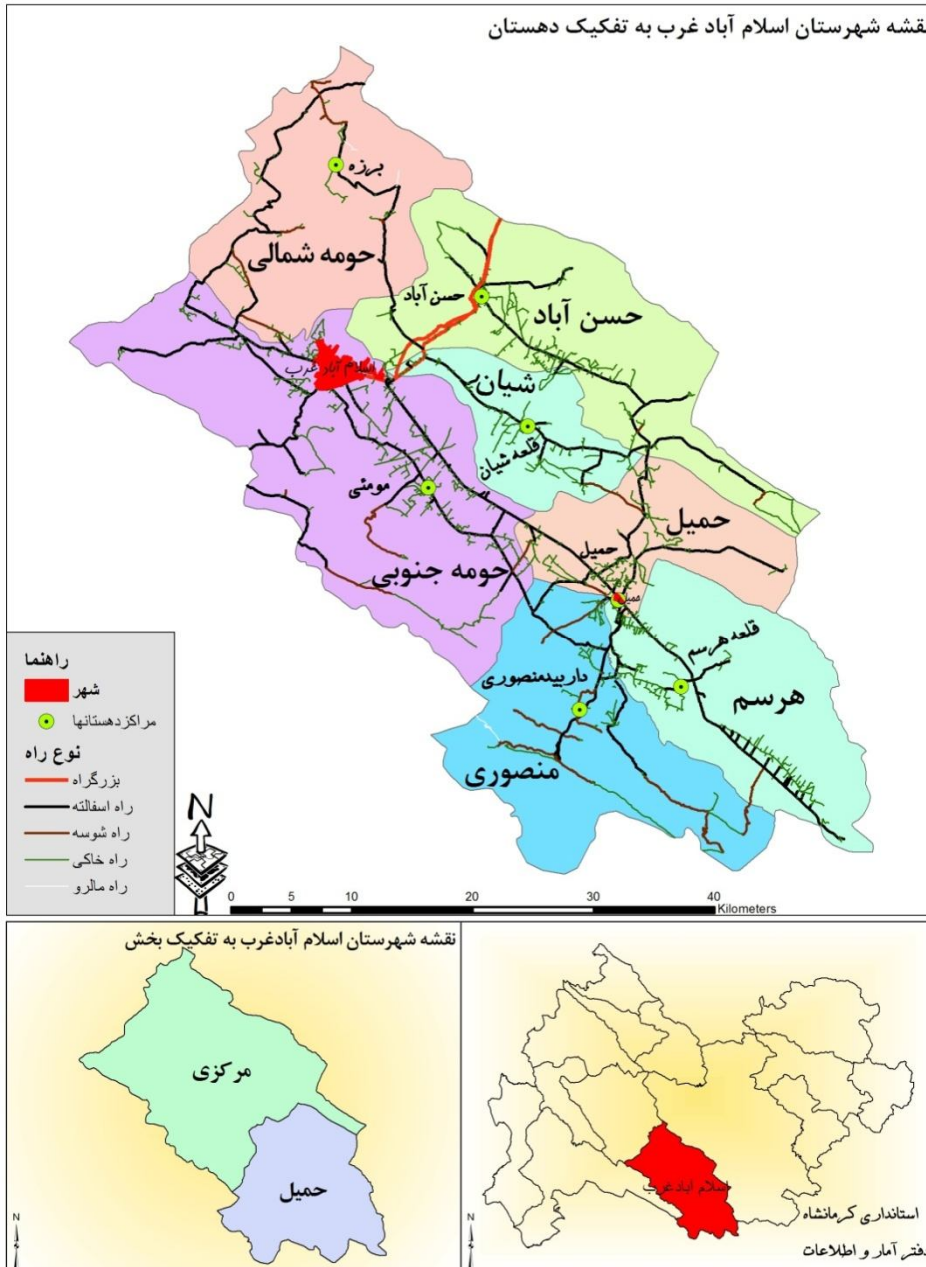 نقشه شهرستان اسلام آباد غرب به تفکیک دهستان
برزه
حومه شمالی
حسن آباد
حسن آباد
اسلام آباد غرب
شیان
قلعه شیان
مومئی
حمیل
حمیل
حومه جنوبی
حمیل
قلعه هرسم
داربیدمنصوری
هرسم
منصوری
راهنما
شهر
مراکزدهستانها
نوع راه
بزرگراه
راه اسفالته
راه شوسه
راه خاکی
راه مالرو
N
0 5 10 20 30 40
Kilometers
نقشه شهرستان اسلام آبادغرب به تفکیک بخش
مرکزی
حمیل
N
اسلام آبادغرب
استانداری کرمانشاه
دفتر آمار و اطلاعات
N